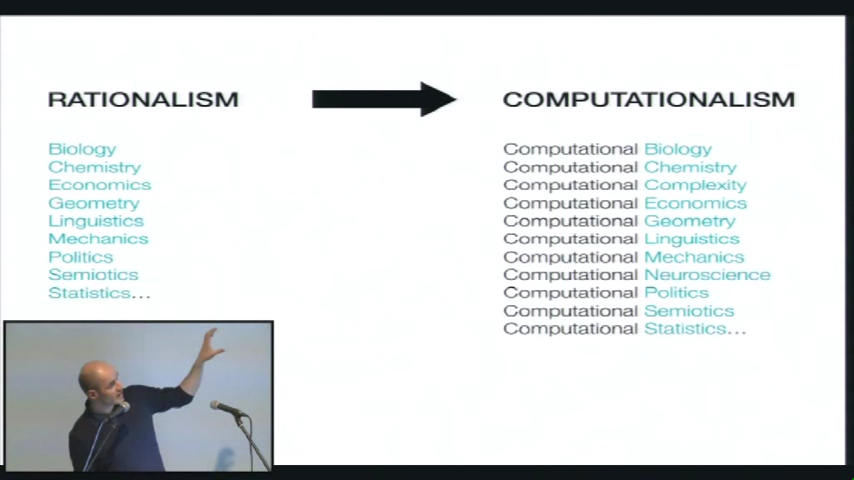 RATIONALISM
Biology
Chemistry
Economics
Geometry
Linguistics
Mechanics
Politics
Semiotics
Statistics...
COMPUTATIONALISM
Computational Biology
Computational Chemistry
Computational Complexity
Computational Economics
Computational Geometry
Computational Linguistics
Computational Mechanics
Computational Neuroscience
Computational Politics
Computational Semiotics
Computational Statistics...